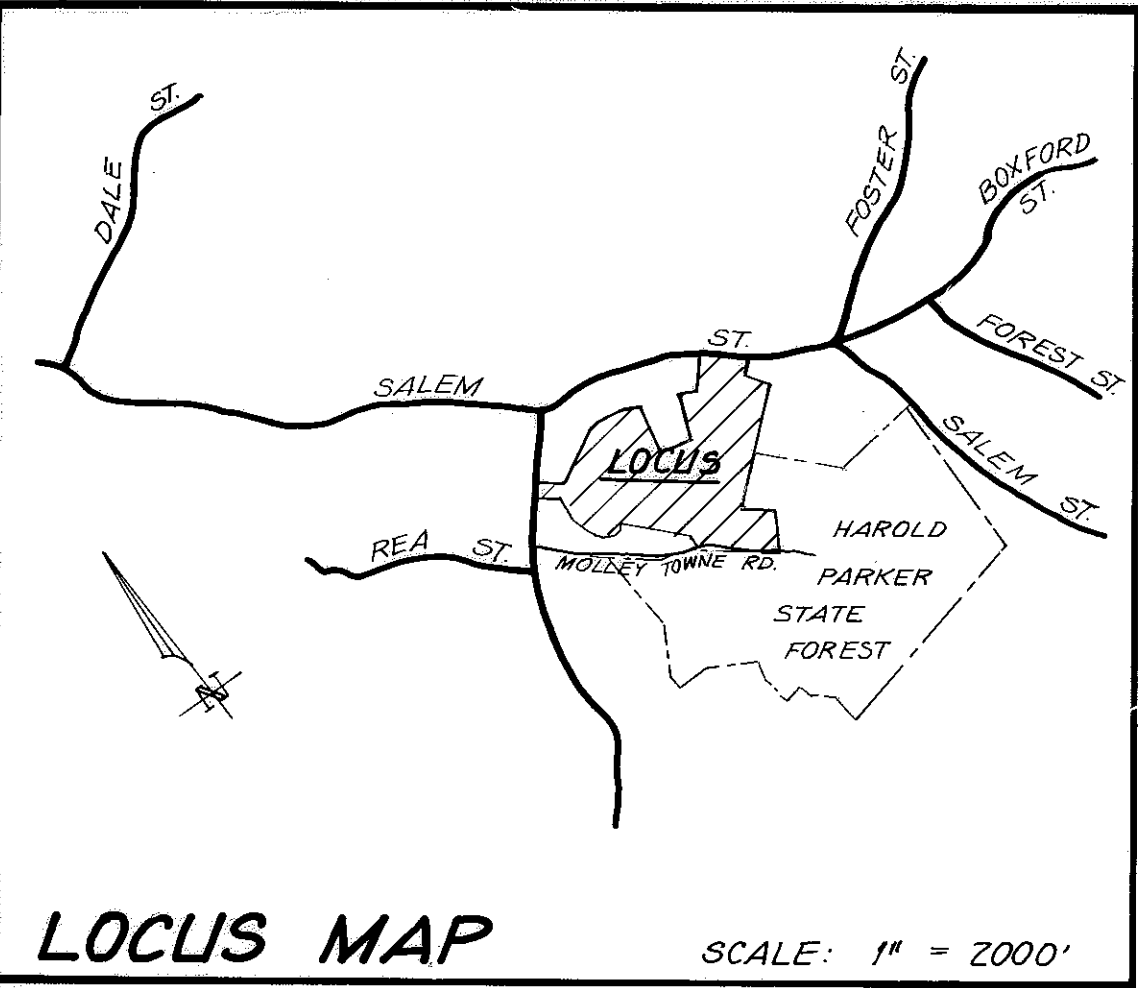 DALE ST.
FOSTER ST.
BOXFORD ST.
FOREST ST.
SALEM ST.
SALEM ST.
LOCUS
REA ST.
MOLLEY TOWNE RD.
HAROLD
PARKER
STATE
FOREST
N
LOCUS MAP
SCALE: 1" = 2000'